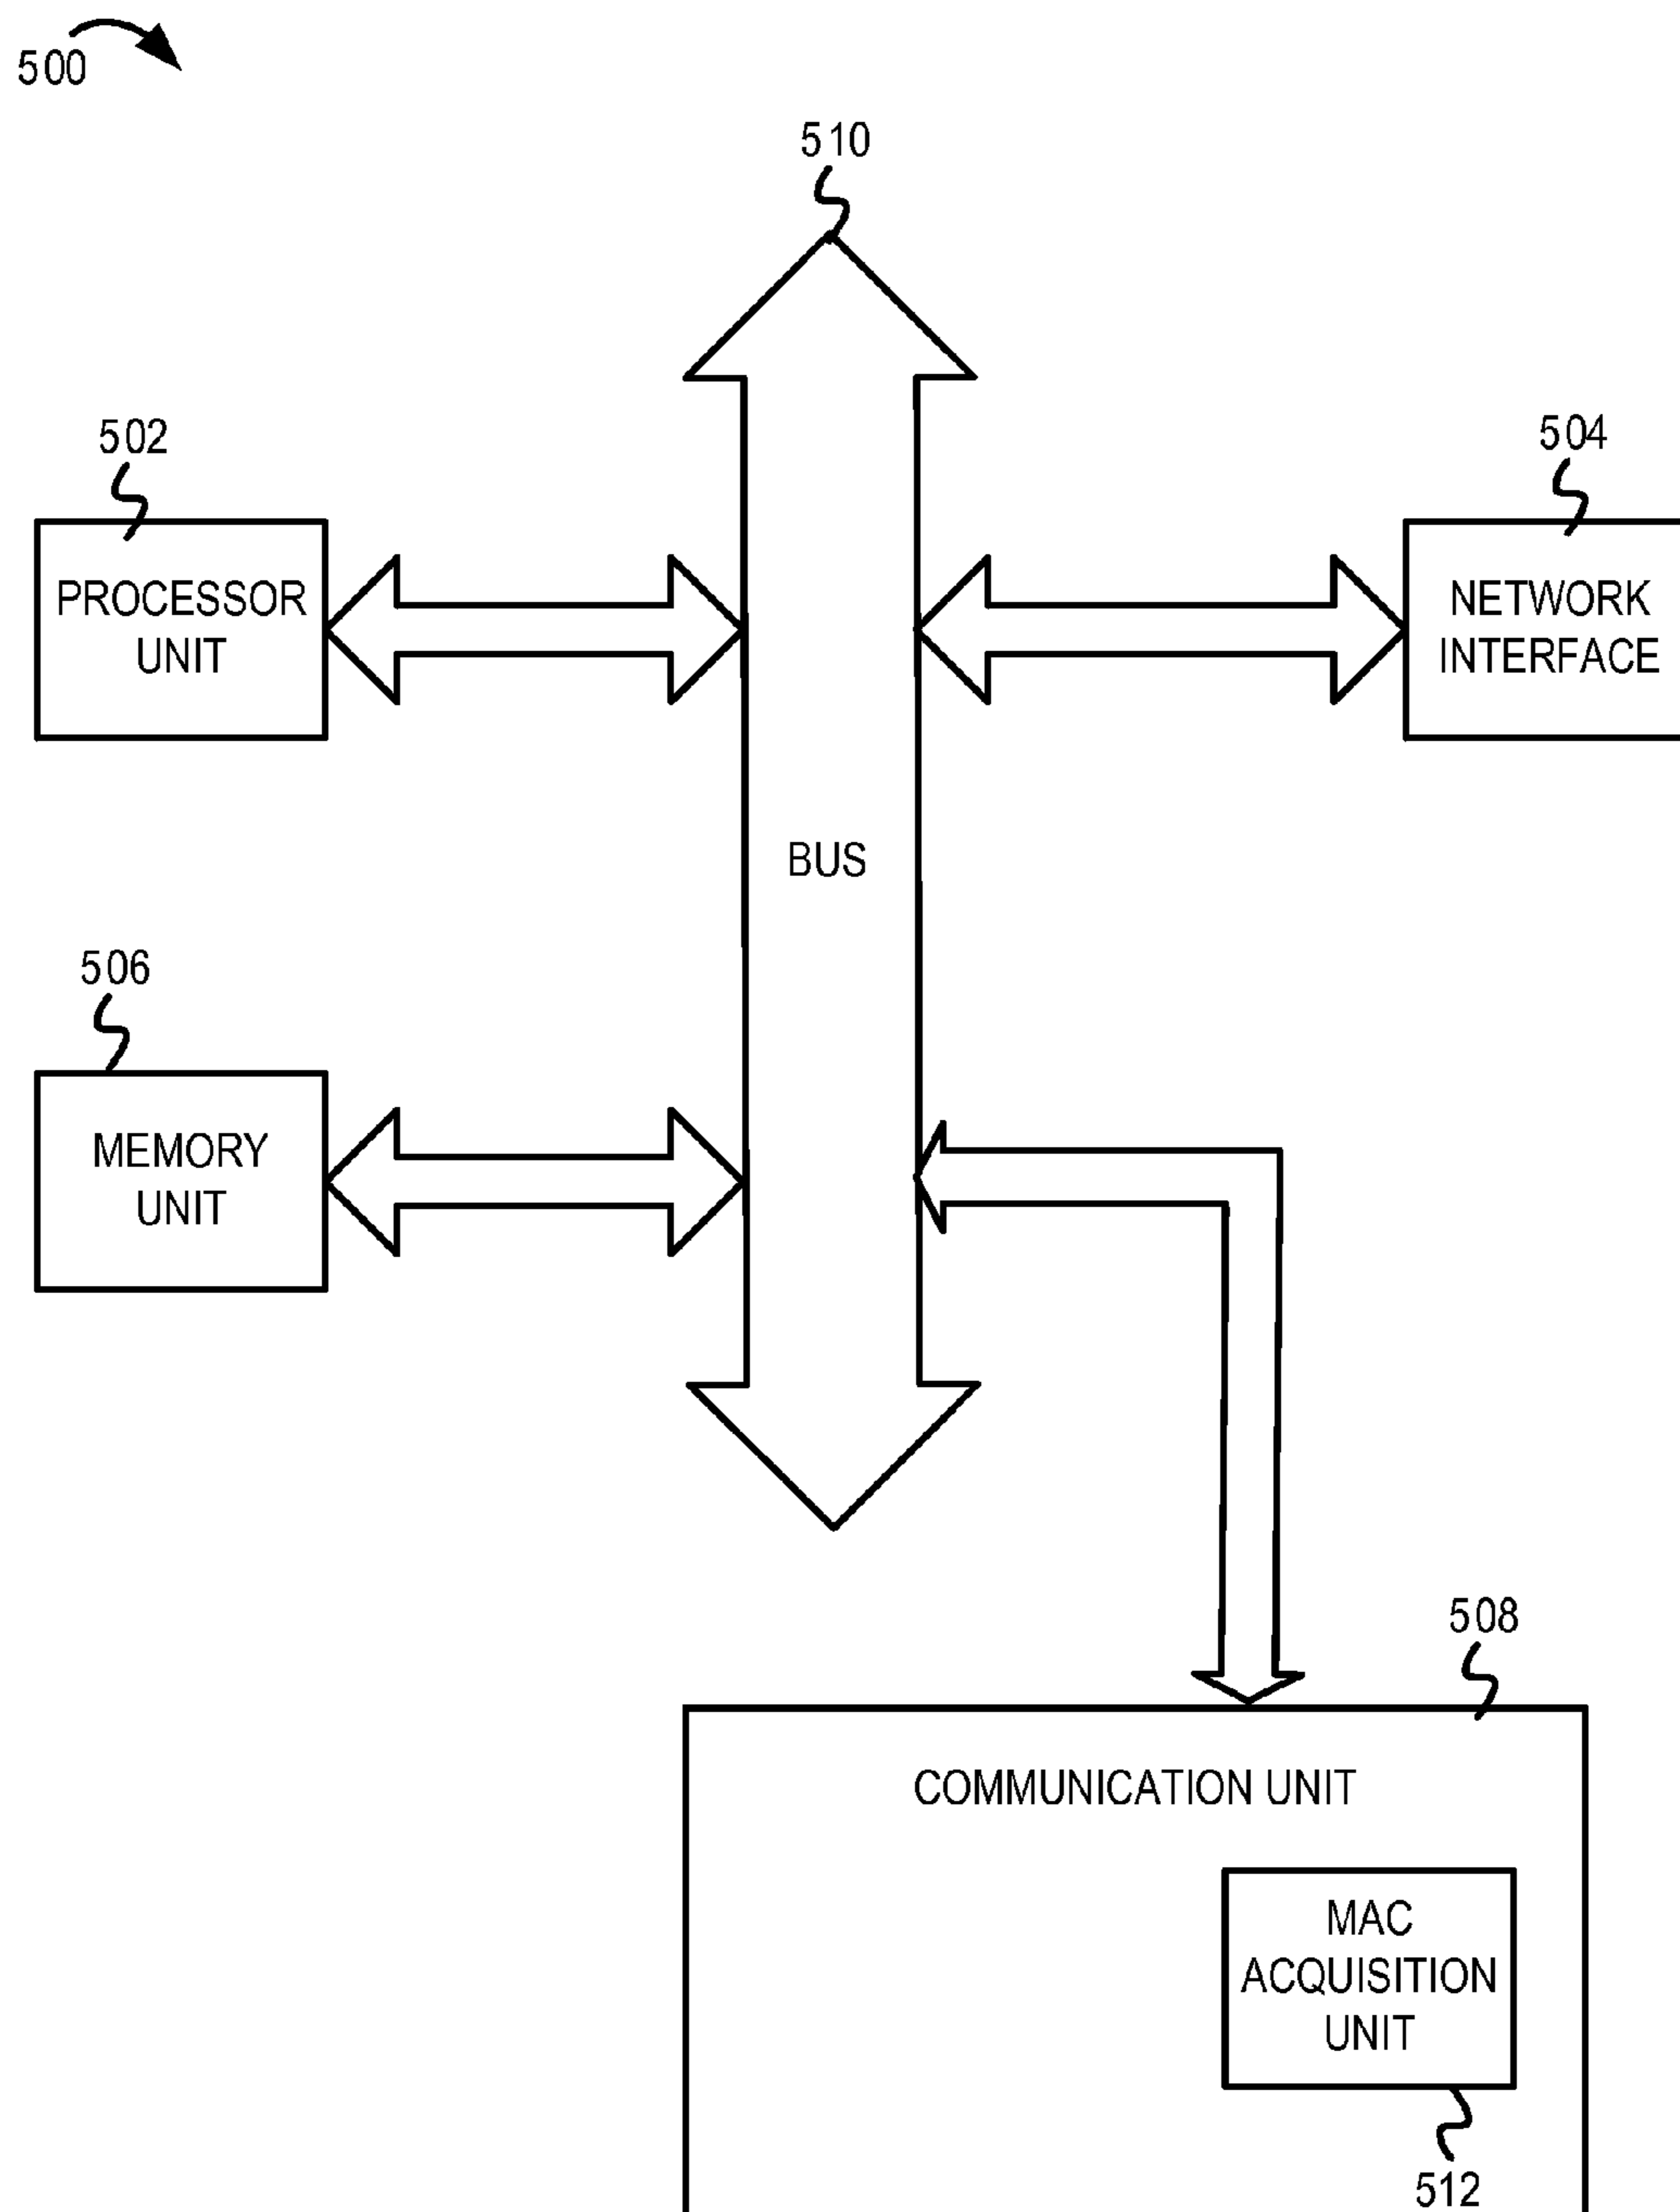 500
510
502
504
PROCESSOR
UNIT
NETWORK
INTERFACE
BUS
506
MEMORY
UNIT
508
COMMUNICATION UNIT
MAC
ACQUISITION
UNIT
512